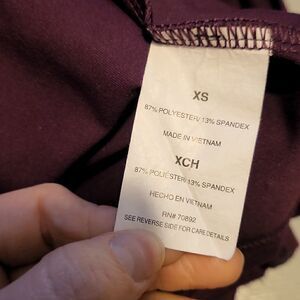 XS
87% POLYESTER/ 13% SPANDEX
MADE IN VIETNAM
XCH
87% POLIÉSTER/ 13% SPANDEX
HECHO EN VIETNAM
RN# 70892
SEE REVERSE SIDE FOR CARE DETAILS